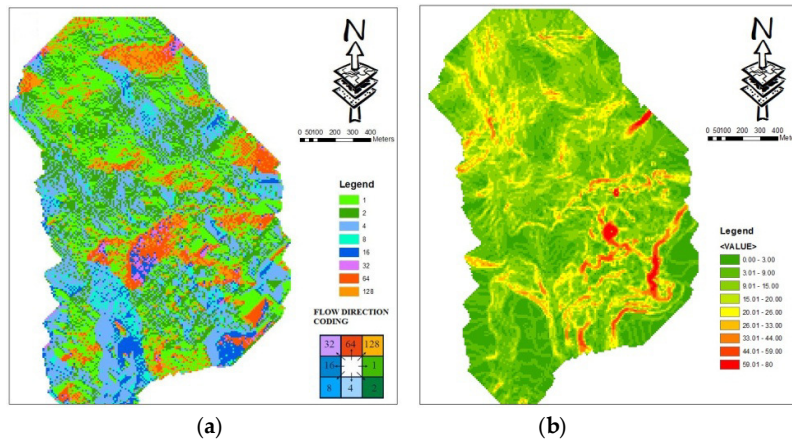 N
0 50100 200 300 400
Meters
Legend
1
2
4
8
16
32
64
128
FLOW DIRECTION
CODING
32 64 128
16 1
8 4 2
(a)
N
0 50100 200 300 400
Mete
Legend
<VALUE>
0.00 - 3.00
3.01 - 9.00
9.01 - 15.00
15.01 - 20.00
20.01 - 26.00
26.01 - 33.00
33.01 - 44.00
44.01 - 59.00
59.01 - 80
(b)